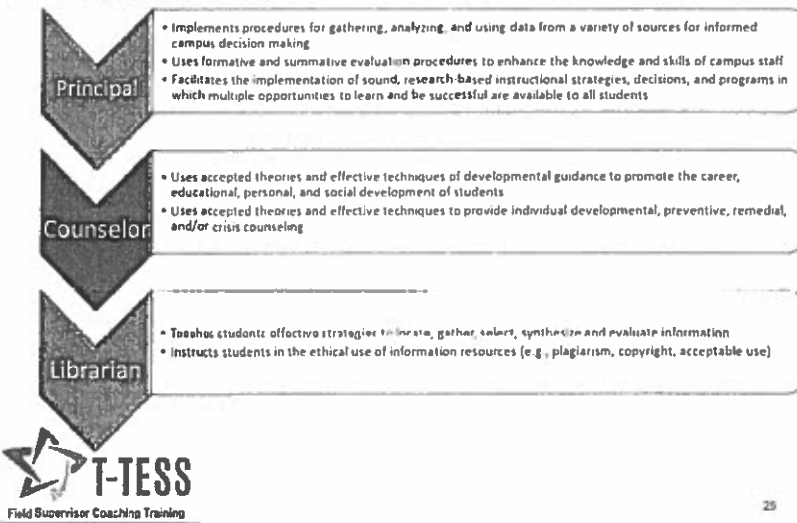 Principal
• Implements procedures for gathering, analyzing, and using data from a variety of sources for informed
campus decision making
• Uses formative and summative evaluation procedures to enhance the knowledge and skills of campus staff
• Facilitates the implementation of sound, research-based instructional strategies, decisions, and programs in
which multiple opportunities to learn and be successful are available to all students
Counselor
• Uses accepted theories and effective techniques of developmental guidance to promote the career,
educational, personal, and social development of students
• Uses accepted theories and effective techniques to provide individual developmental, preventive, remedial,
and/or crisis counseling
Librarian
• Teaches students effective strategies to locate, gather, select, synthesize and evaluate information
• Instructs students in the ethical use of information resources (e.g., plagiarism, copyright, acceptable use)
T-TESS
Field Supervisor Coaching Training
25